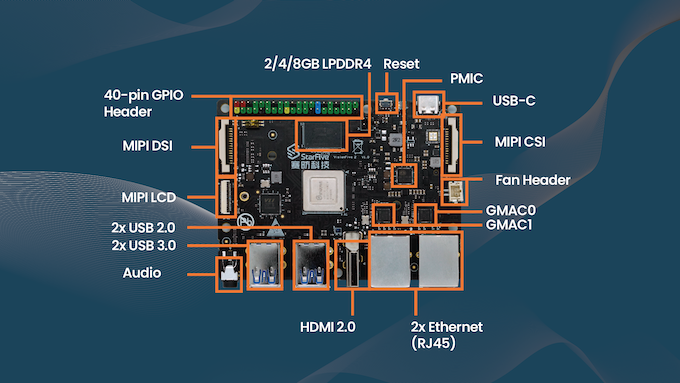 2/4/8GB LPDDR4
Reset
PMIC
40-pin GPIO
Header
USB-C
MIPI DSI
StarFive
赛昉科技
MIPI CSI
Fan Header
MIPI LCD
GMAC0
GMAC1
2x USB 2.0
2x USB 3.0
Audio
HDMI 2.0
2x Ethernet
(RJ45)